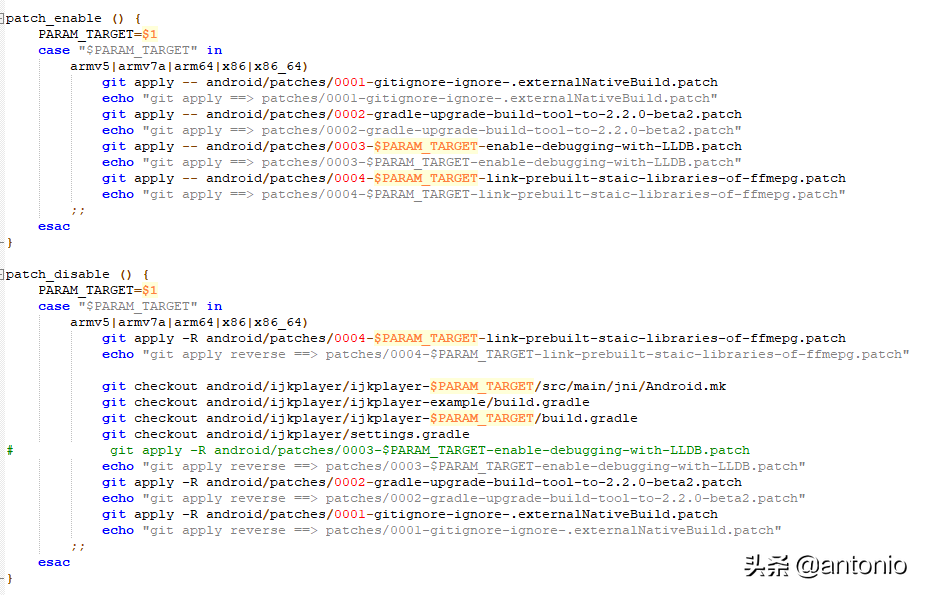 patch_enable () {
    PARAM_TARGET=$1
    case "$PARAM_TARGET" in
        armv5|armv7a|arm64|x86|x86_64)
            git apply -- android/patches/0001-gitignore-ignore-.externalNativeBuild.patch
            echo "git apply ==> patches/0001-gitignore-ignore-.externalNativeBuild.patch"
            git apply -- android/patches/0002-gradle-upgrade-build-tool-to-2.2.0-beta2.patch
            echo "git apply ==> patches/0002-gradle-upgrade-build-tool-to-2.2.0-beta2.patch"
            git apply -- android/patches/0003-$PARAM_TARGET-enable-debugging-with-LLDB.patch
            echo "git apply ==> patches/0003-$PARAM_TARGET-enable-debugging-with-LLDB.patch"
            git apply -- android/patches/0004-$PARAM_TARGET-link-prebuilt-staic-libraries-of-ffmepg.patch
            echo "git apply ==> patches/0004-$PARAM_TARGET-link-prebuilt-staic-libraries-of-ffmepg.patch"
        ;;
    esac
}
patch_disable () {
    PARAM_TARGET=$1
    case "$PARAM_TARGET" in
        armv5|armv7a|arm64|x86|x86_64)
            git apply -R android/patches/0004-$PARAM_TARGET-link-prebuilt-staic-libraries-of-ffmepg.patch
            echo "git apply reverse ==> patches/0004-$PARAM_TARGET-link-prebuilt-staic-libraries-of-ffmepg.patch"
            git checkout android/ijkplayer/ijkplayer-$PARAM_TARGET/src/main/jni/Android.mk
            git checkout android/ijkplayer/ijkplayer-example/build.gradle
            git checkout android/ijkplayer/ijkplayer-$PARAM_TARGET/build.gradle
            git checkout android/ijkplayer/settings.gradle
#            git apply -R android/patches/0003-$PARAM_TARGET-enable-debugging-with-LLDB.patch
            echo "git apply reverse ==> patches/0003-$PARAM_TARGET-enable-debugging-with-LLDB.patch"
            git apply -R android/patches/0002-gradle-upgrade-build-tool-to-2.2.0-beta2.patch
            echo "git apply reverse ==> patches/0002-gradle-upgrade-build-tool-to-2.2.0-beta2.patch"
            git apply -R android/patches/0001-gitignore-ignore-.externalNativeBuild.patch
            echo "git apply reverse ==> patches/0001-gitignore-ignore-.externalNativeBuild.patch"
        ;;
    esac
}
头条 @antonio